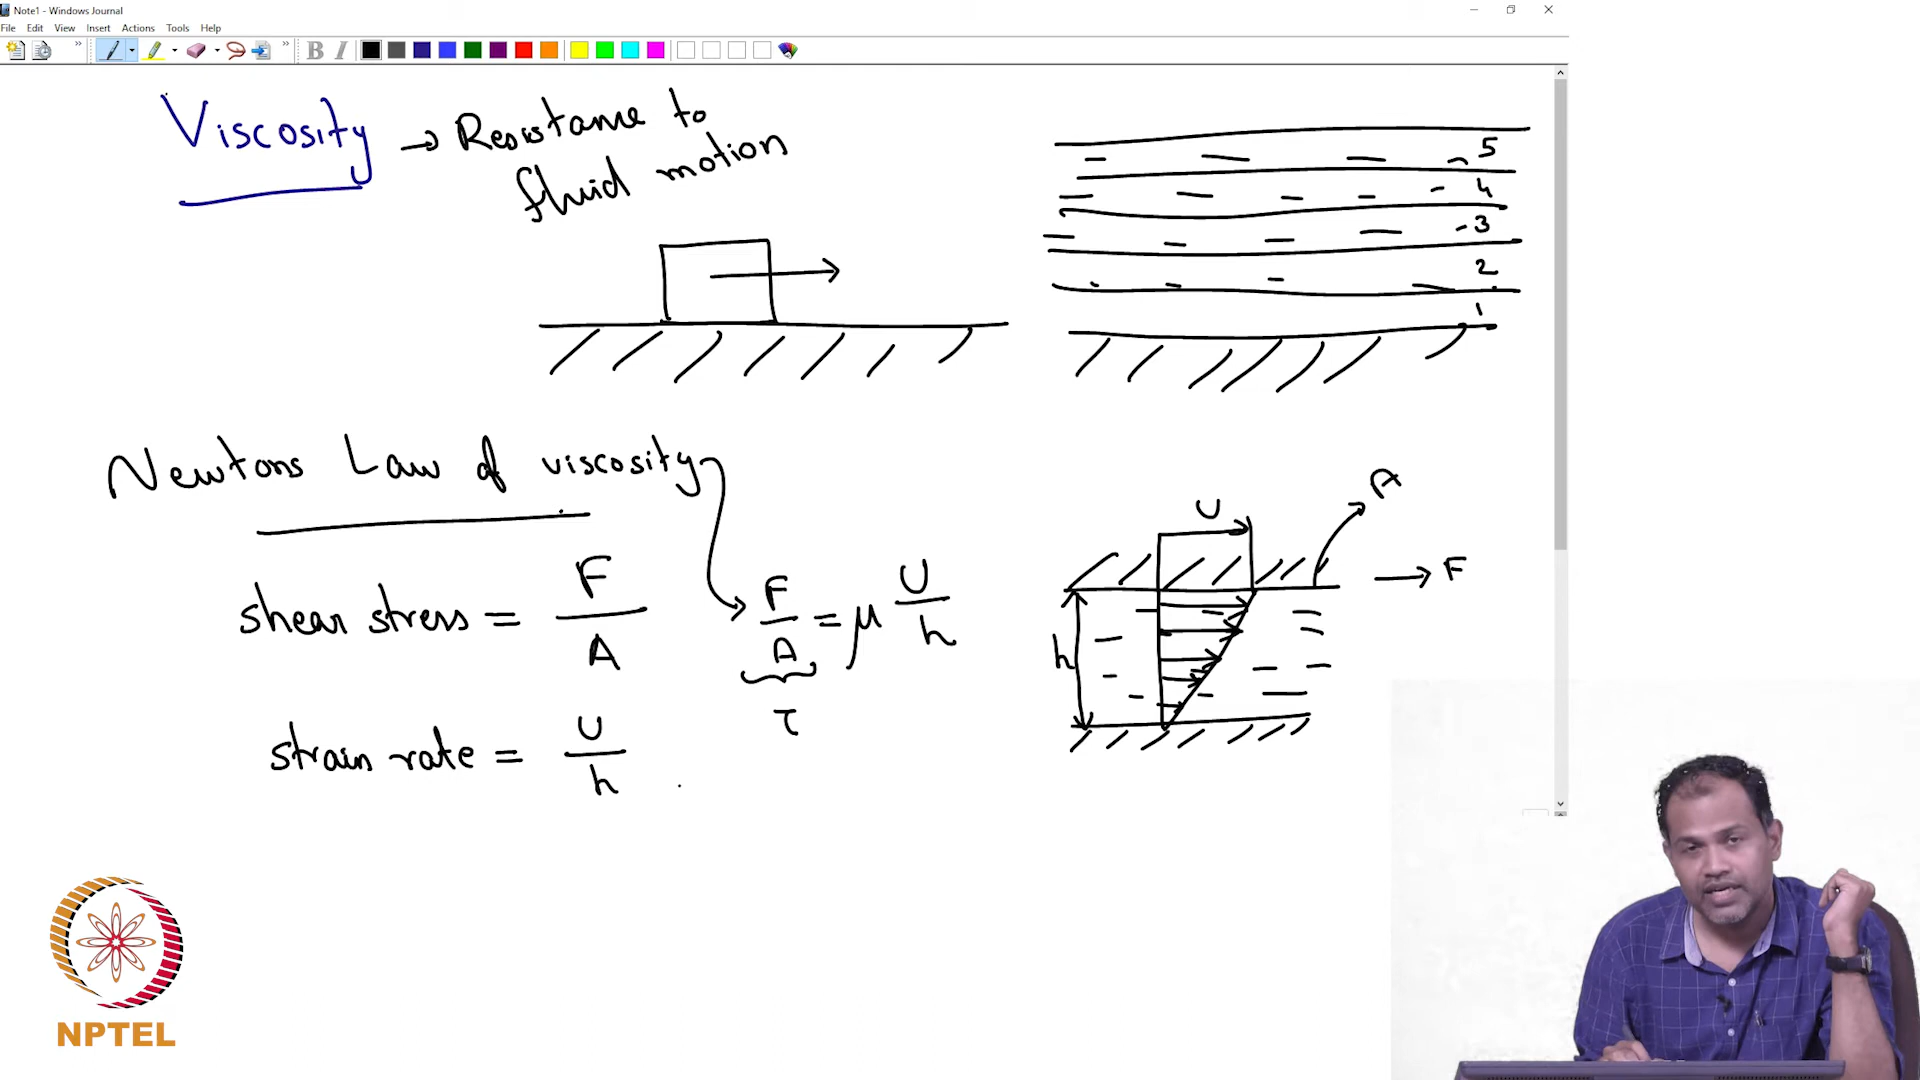 Note1 - Windows Journal
File Edit View Insert Actions Tools Help
B I
Viscosity → Resistance to
fluid motion
5
4
3
2
1
Newtons Law of viscosity
shear stress = F/A
F/A = μ U/h
τ
strain rate = U/h
U
A
F
h
NPTEL